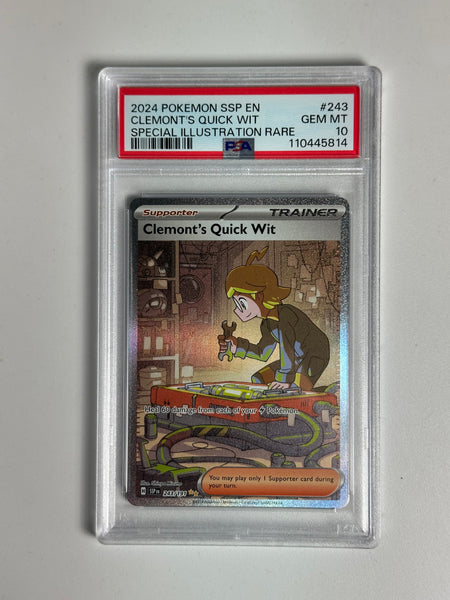 2024 POKEMON SSP EN #243
CLEMONT'S QUICK WIT GEM MT
SPECIAL ILLUSTRATION RARE 10
PSA 110445814
Supporter TRAINER
Clemont's Quick Wit
Heal 60 damage from each of your Pokémon.
You may play only 1 Supporter card during
your turn.
243/191